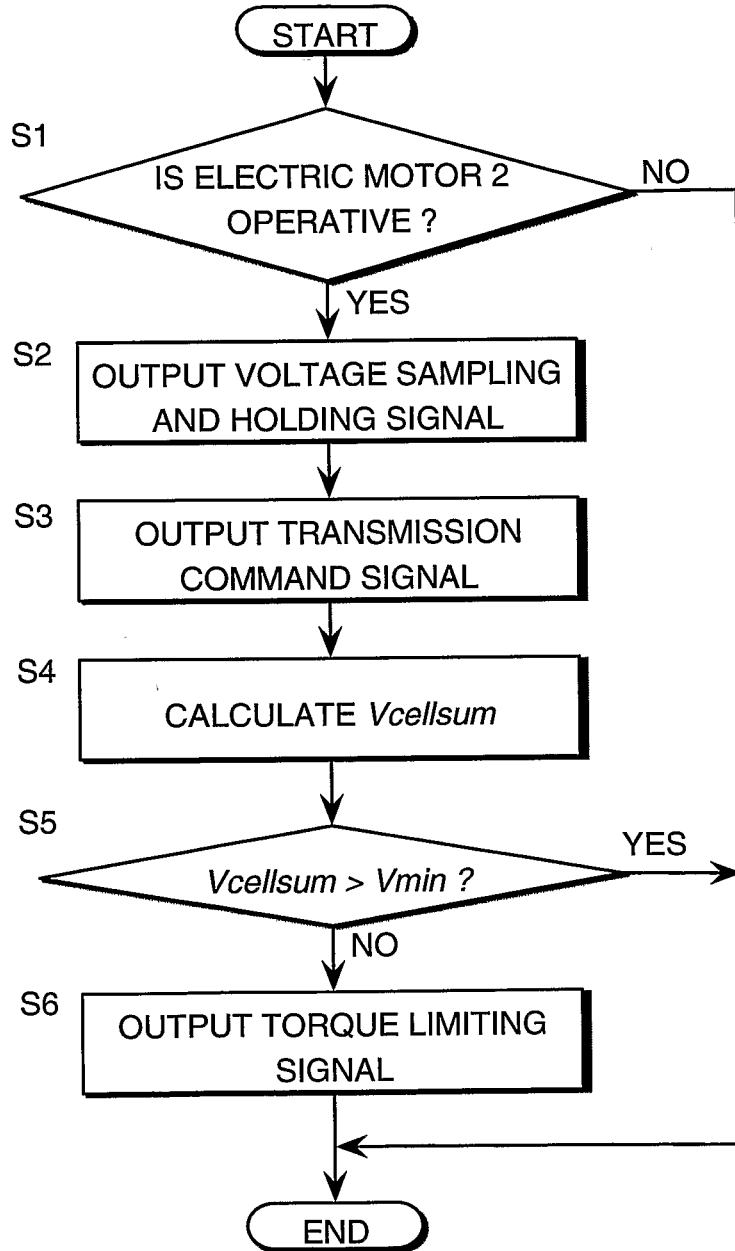 START
S1
IS ELECTRIC MOTOR 2
OPERATIVE ?
NO
YES
S2
OUTPUT VOLTAGE SAMPLING
AND HOLDING SIGNAL
S3
OUTPUT TRANSMISSION
COMMAND SIGNAL
S4
CALCULATE Vcellsum
S5
Vcellsum > Vmin ?
YES
NO
S6
OUTPUT TORQUE LIMITING
SIGNAL
END